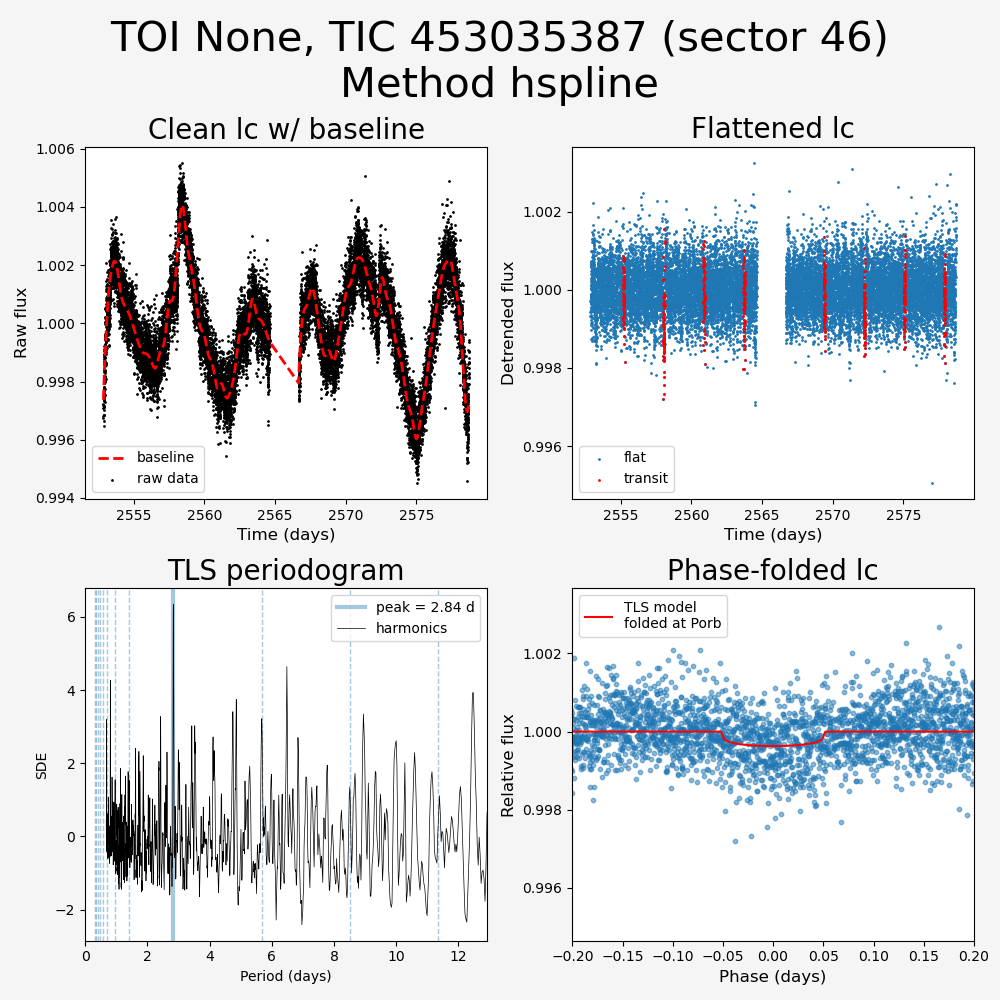 TOI None, TIC 453035387 (sector 46)
Method hspline
Clean lc w/ baseline
Raw flux
1.006
1.004
1.002
1.000
0.998
0.996
0.994
baseline
raw data
2555
2560
2565
2570
2575
Time (days)
Flattened lc
Detrended flux
1.002
1.000
0.998
0.996
flat
transit
2555
2560
2565
2570
2575
Time (days)
TLS periodogram
SDE
6
4
2
0
−2
peak = 2.84 d
harmonics
0
2
4
6
8
10
12
Period (days)
Phase-folded lc
Relative flux
1.002
1.000
0.998
0.996
TLS model
folded at Porb
−0.20
−0.15
−0.10
−0.05
0.00
0.05
0.10
0.15
0.20
Phase (days)